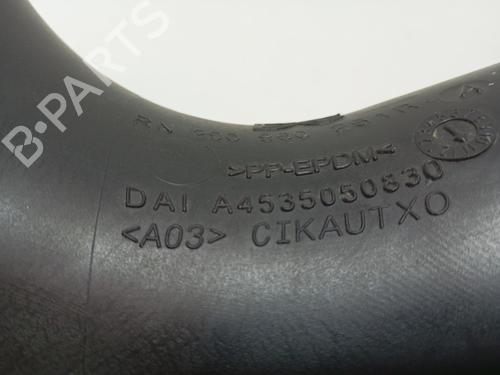 B-PARTS
>PP-EPDM<
DAI A4535050830
<A03> CIKAUTXO